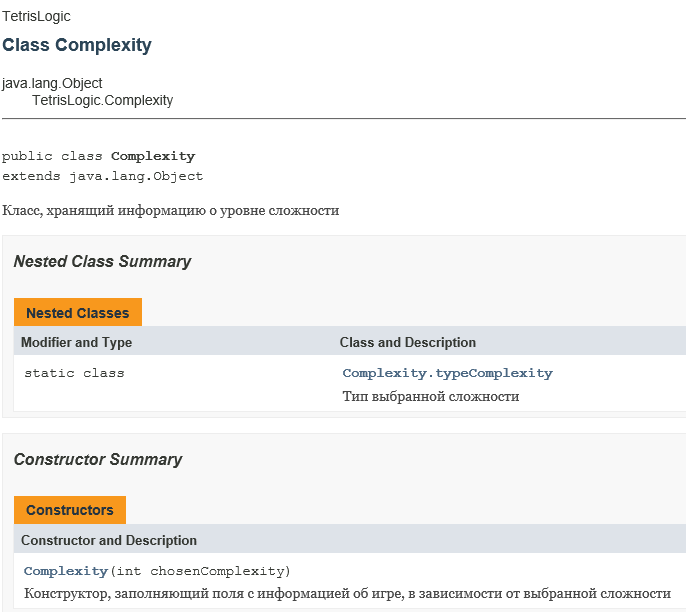 TetrisLogic
Class Complexity
java.lang.Object
TetrisLogic.Complexity
public class Complexity
extends java.lang.Object
Класс, хранящий информацию о уровне сложности
Nested Class Summary
Nested Classes
Modifier and Type Class and Description
static class Complexity.typeComplexity
Тип выбранной сложности
Constructor Summary
Constructors
Constructor and Description
Complexity(int chosenComplexity)
Конструктор, заполняющий поля с информацией об игре, в зависимости от выбранной сложности